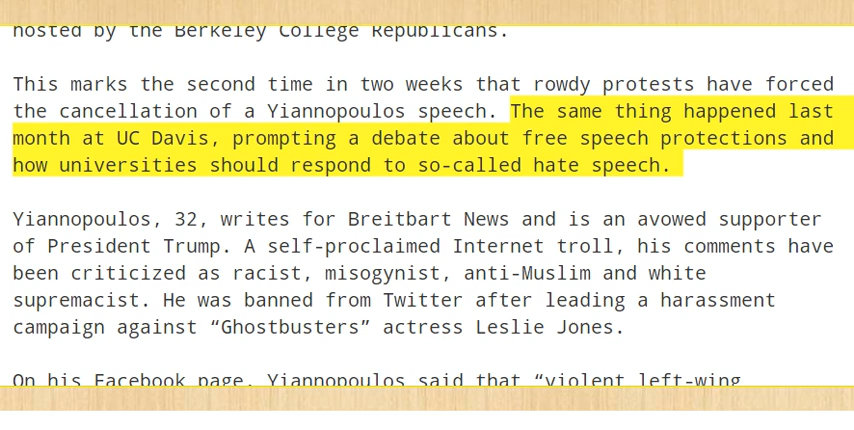 hosted by the Berkeley College Republicans.
This marks the second time in two weeks that rowdy protests have forced
the cancellation of a Yiannopoulos speech. The same thing happened last
month at UC Davis, prompting a debate about free speech protections and
how universities should respond to so-called hate speech.
Yiannopoulos, 32, writes for Breitbart News and is an avowed supporter
of President Trump. A self-proclaimed Internet troll, his comments have
been criticized as racist, misogynist, anti-Muslim and white
supremacist. He was banned from Twitter after leading a harassment
campaign against “Ghostbusters” actress Leslie Jones.
On his Facebook page, Yiannopoulos said that “violent left-wing